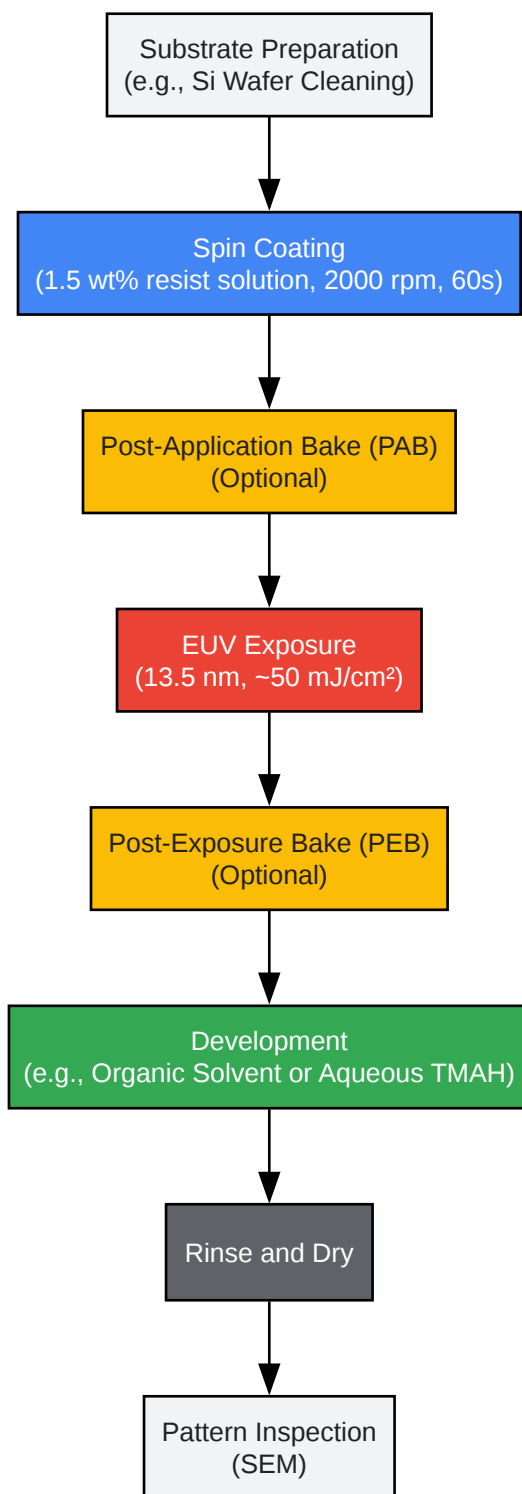 Substrate Preparation
(e.g., Si Wafer Cleaning)
Spin Coating
(1.5 wt% resist solution, 2000 rpm, 60s)
Post-Application Bake (PAB)
(Optional)
EUV Exposure
(13.5 nm, ~50 mJ/cm²)
Post-Exposure Bake (PEB)
(Optional)
Development
(e.g., Organic Solvent or Aqueous TMAH)
Rinse and Dry
Pattern Inspection
(SEM)